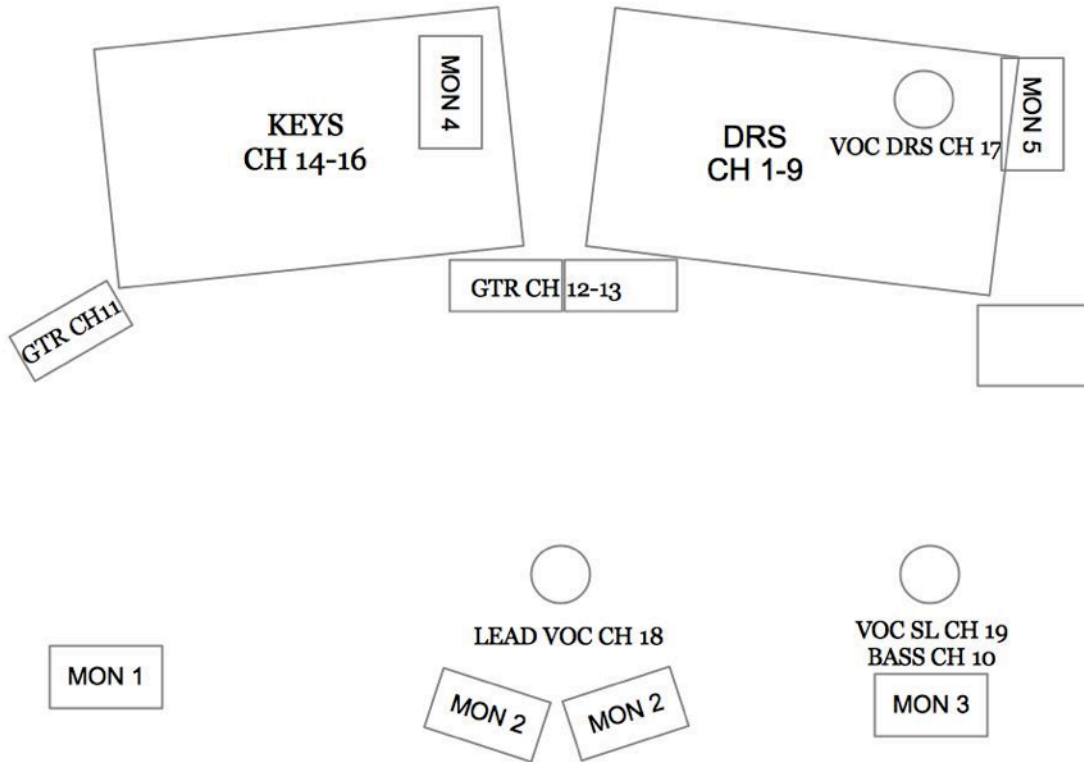 KEYS
CH 14-16
MON 4
DRS
CH 1-9
VOC DRS CH 17
MON 5
GTR CH11
GTR CH 12-13
LEAD VOC CH 18
VOC SL CH 19
BASS CH 10
MON 1
MON 2
MON 2
MON 3